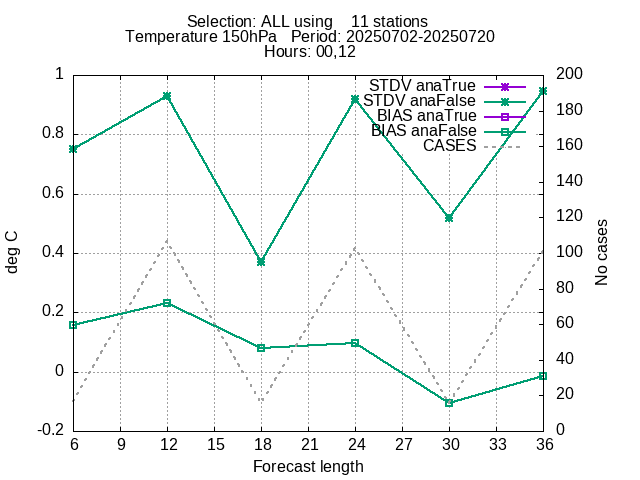 Selection: ALL using 11 stations
Temperature 150hPa Period: 20250702-20250720
Hours: 00,12
STDV anaTrue
STDV anaFalse
BIAS anaTrue
BIAS anaFalse
CASES
1
0.8
0.6
0.4
0.2
0
-0.2
deg C
200
180
160
140
120
100
80
60
40
20
0
No cases
6 9 12 15 18 21 24 27 30 33 36
Forecast length